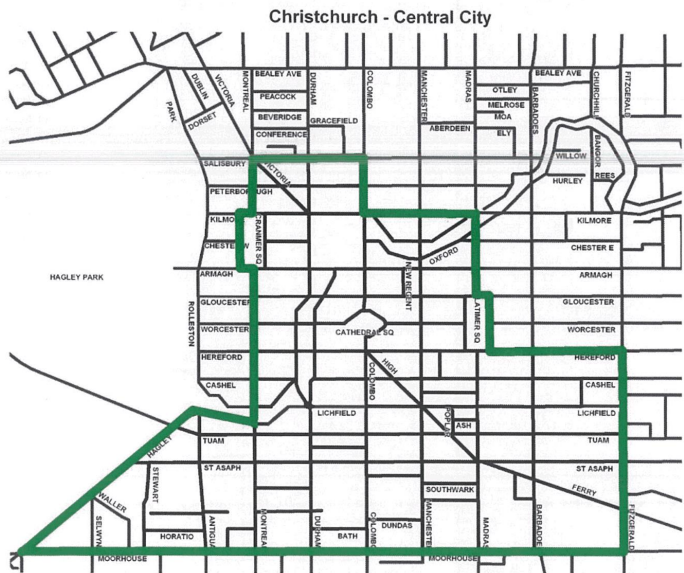 Christchurch - Central City
BEALEY AVE
BEALEY AVE
DUBLIN
VICTORIA
MONTREAL
DURHAM
COLOMBO
MANCHESTER
MADRAS
BARBADOES
CHURCHILL
FITZGERALD
PARK
DORSET
PEACOCK
BEVERIDGE
GRACEFIELD
CONFERENCE
ABERDEEN
OTLEY
MELROSE
MOA
ELY
BANGOR
SALISBURY
VICTORIA
WILLOW
PETERBOROUGH
HURLEY
REES
KILMO
CRANMER SQ
KILMORE
CHESTER W
OXFORD
CHESTER E
HAGLEY PARK
ARMAGH
NEW REGENT
ARMAGH
ROLLESTON
GLOUCESTER
LATIMER SQ
GLOUCESTER
WORCESTER
CATHEDRAL SQ
WORCESTER
HEREFORD
HIGH
HEREFORD
CASHEL
COLOMBO
CASHEL
LICHFIELD
POPLAR
ASH
LICHFIELD
HAGLEY
TUAM
TUAM
ST ASAPH
ST ASAPH
STEWART
WALLER
SOUTHWARK
FERRY
SELWYN
ANTIGUA
MONTREAL
DURHAM
COLOMBO
DUNDAS
MANCHESTER
MADRAS
BARBADOE
FITZGERALD
HORATIO
BATH
MOORHOUSE
MOORHOUSE